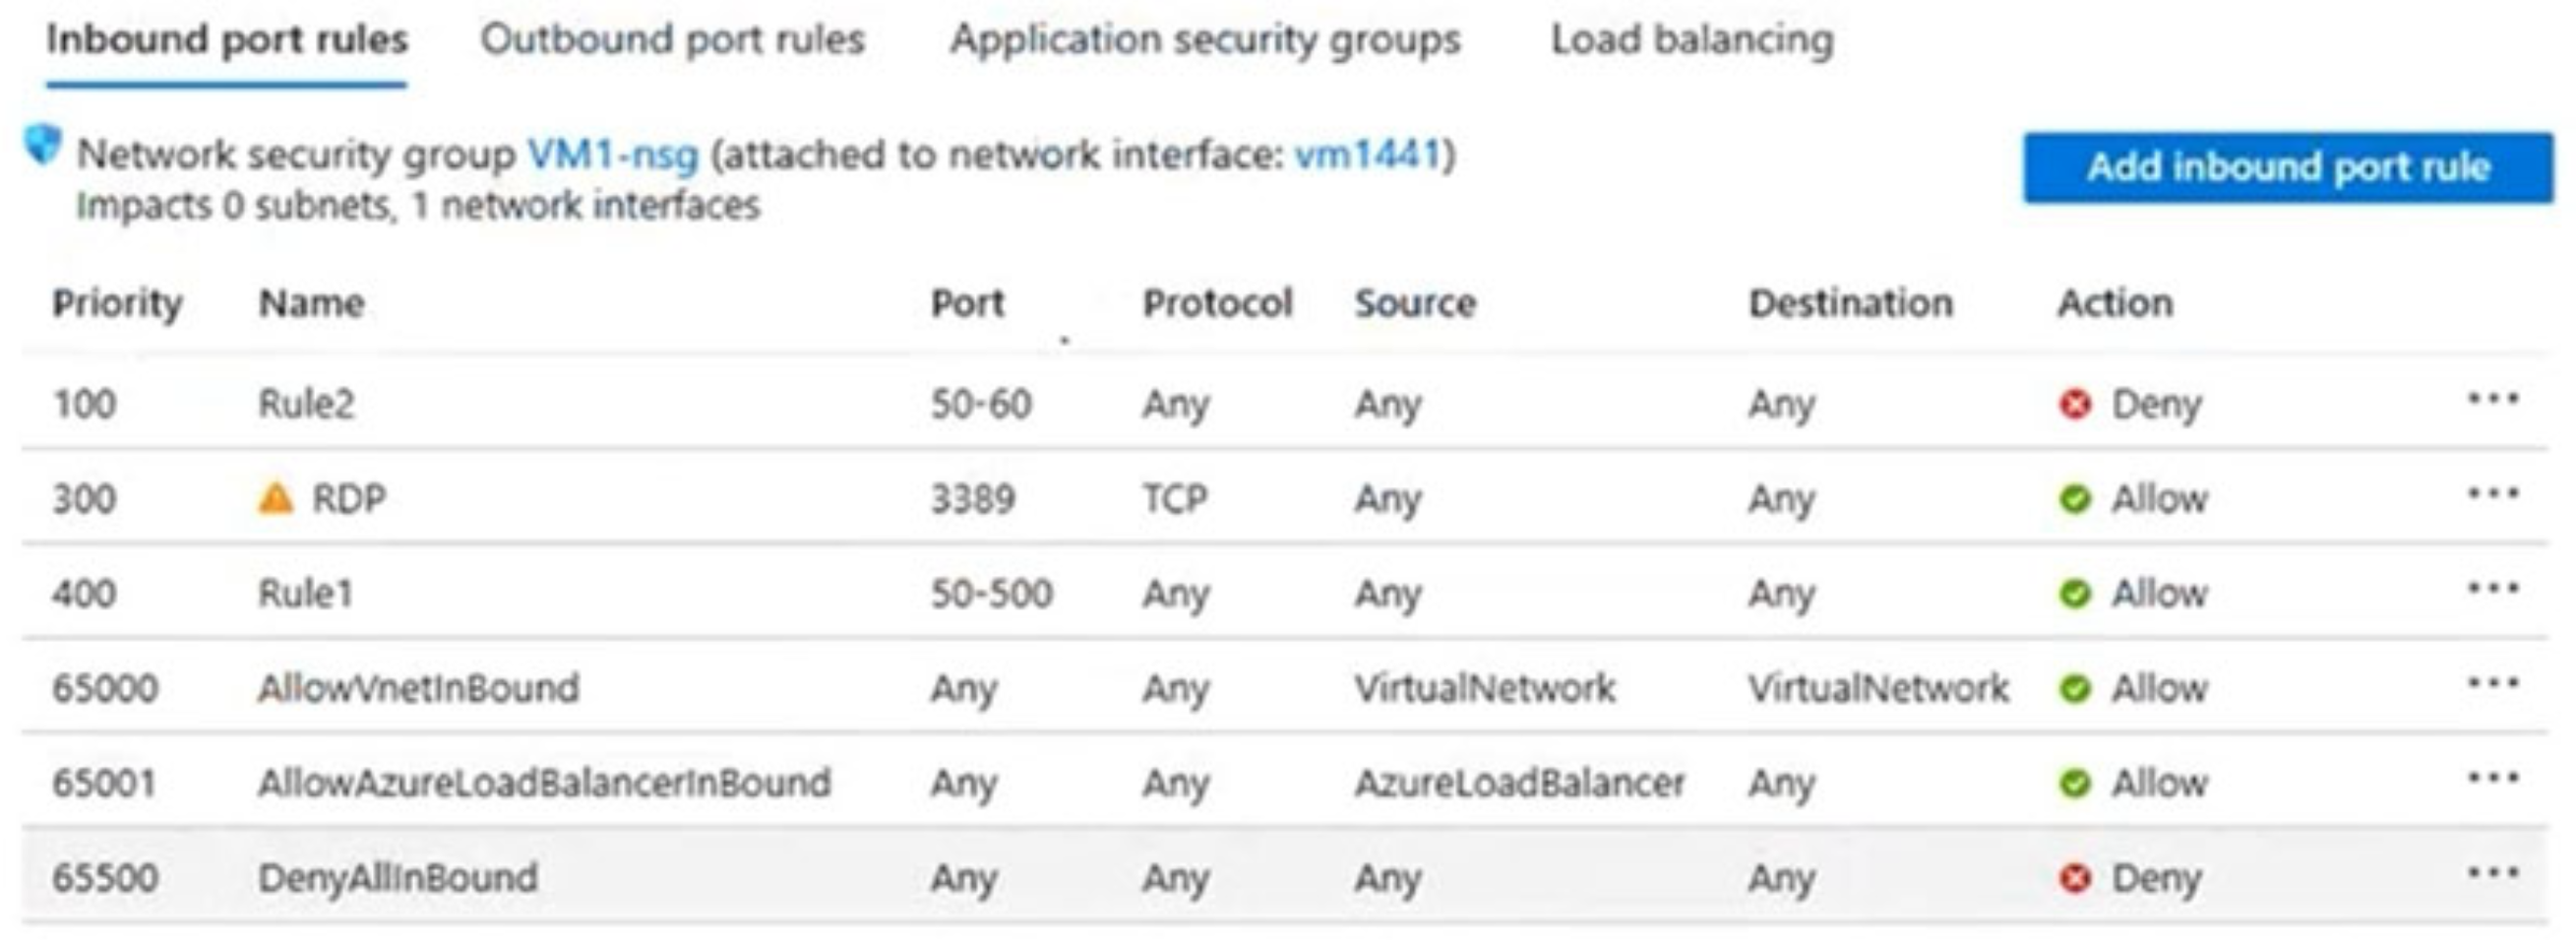 Inbound port rules Outbound port rules Application security groups Load balancing
Network security group VM1-nsg (attached to network interface: vm1441)
Impacts 0 subnets, 1 network interfaces
Add inbound port rule
Priority Name Port Protocol Source Destination Action
100 Rule2 50-60 Any Any Any Deny ...
300 RDP 3389 TCP Any Any Allow ...
400 Rule1 50-500 Any Any Any Allow ...
65000 AllowVnetInBound Any Any VirtualNetwork VirtualNetwork Allow ...
65001 AllowAzureLoadBalancerInBound Any Any AzureLoadBalancer Any Allow ...
65500 DenyAllInBound Any Any Any Any Deny ...